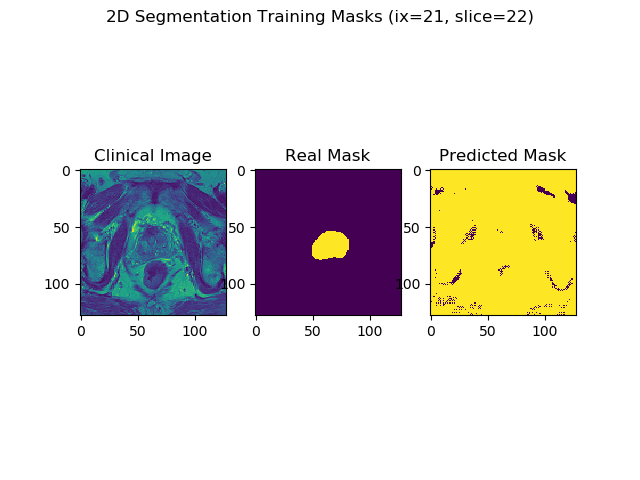 2D Segmentation Training Masks (ix=21, slice=22)
Clinical Image Real Mask Predicted Mask
0 0 0
50 50 50
100 100 100
0 50 100 0 50 100 0 50 100